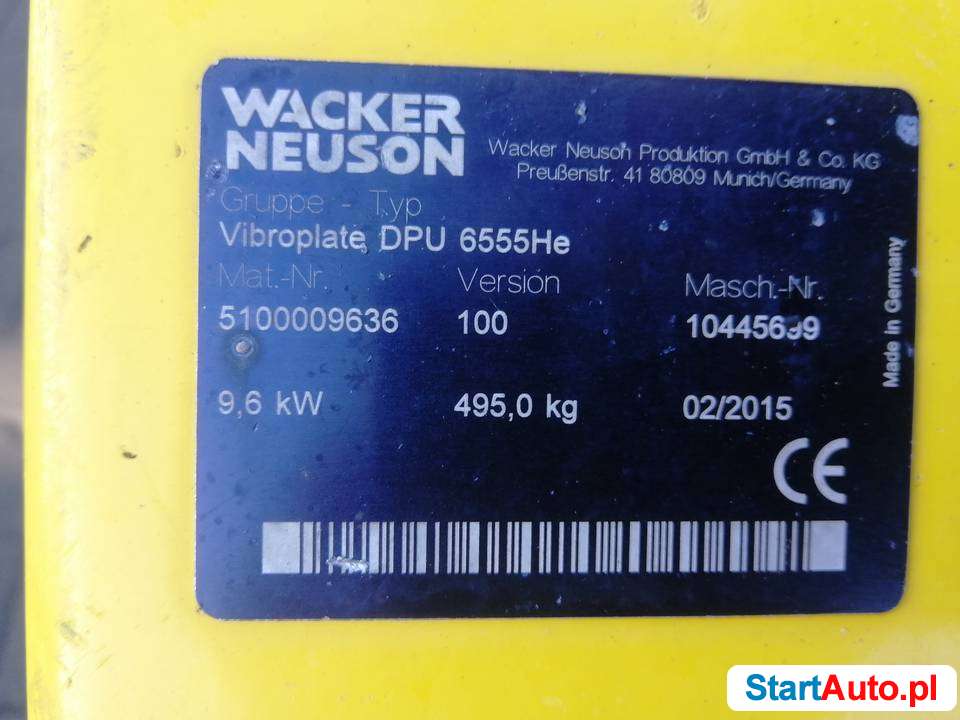 WACKER
NEUSON
Wacker Neuson Produktion GmbH & Co. KG
Preußenstr. 41 80809 Munich/Germany
Gruppe - Typ
Vibroplate DPU 6555He
Mat.-Nr. Version Masch.-Nr.
5100009636 100
9,6 kW 495,0 kg 02/2015
Made in Germany
CE
StartAuto.pl